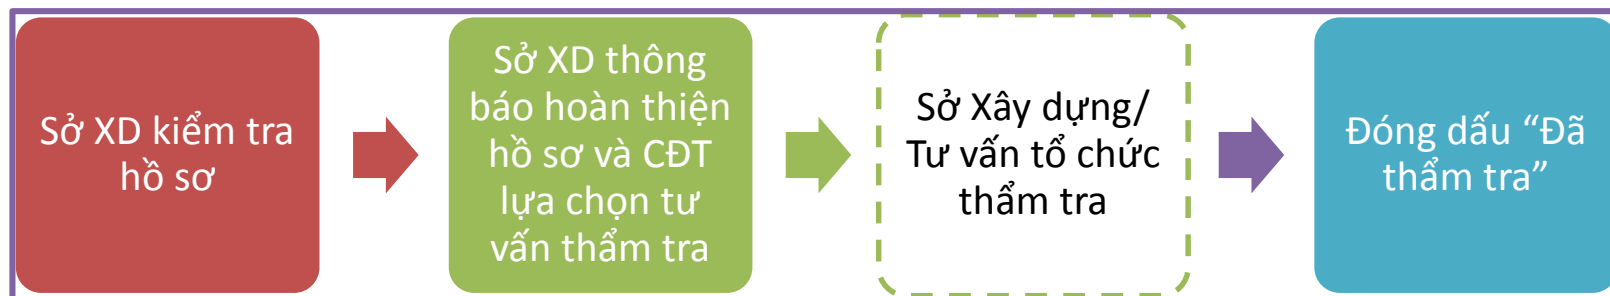 Sở XD kiểm tra
hồ sơ
Sở XD thông
báo hoàn thiện
hồ sơ và CĐT
lựa chọn tư
vấn thẩm tra
Sở Xây dựng/
Tư vấn tổ chức
thẩm tra
Đóng dấu “Đã
thẩm tra”